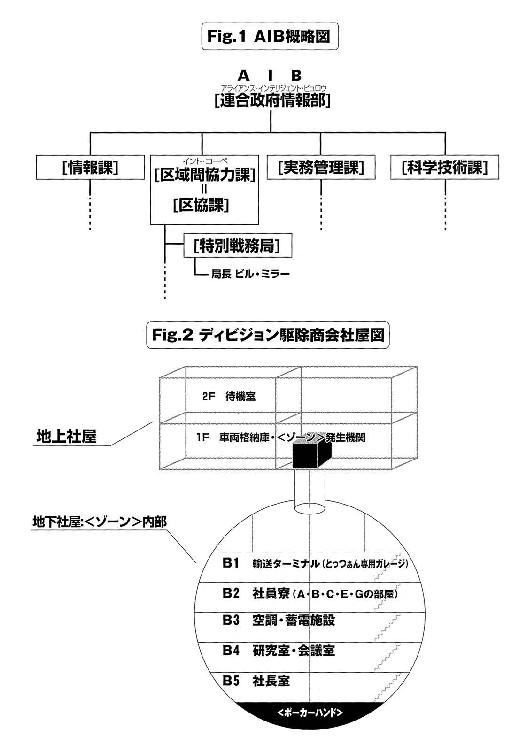 Fig.1 AIB概略図
A I B
アライアンス・インテリジェント・ビュロウ
[連合政府情報部]
[情報課]
イント・コーペ
[区域間協力課]
=
[区協課]
[実務管理課]
[科学技術課]
[特別戦務局]
局長 ビル・ミラー
Fig.2 ディビジョン駆除商会社屋図
2F 待機室
地上社屋
1F 車両格納庫・<ゾーン>発生機関
地下社屋:<ゾーン>内部
B1 輸送ターミナル(とっつぁん専用ガレージ)
B2 社員寮(A・B・C・E・Gの部屋)
B3 空調・蓄電施設
B4 研究室・会議室
B5 社長室
<ポーカーハンド>